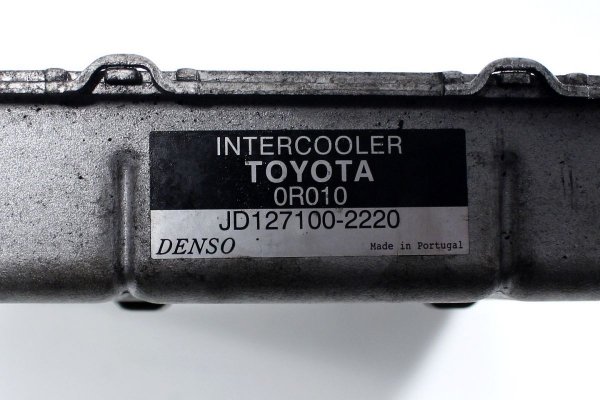 INTERCOOLER
TOYOTA
0R010
JD127100-2220
DENSO Made in Portugal